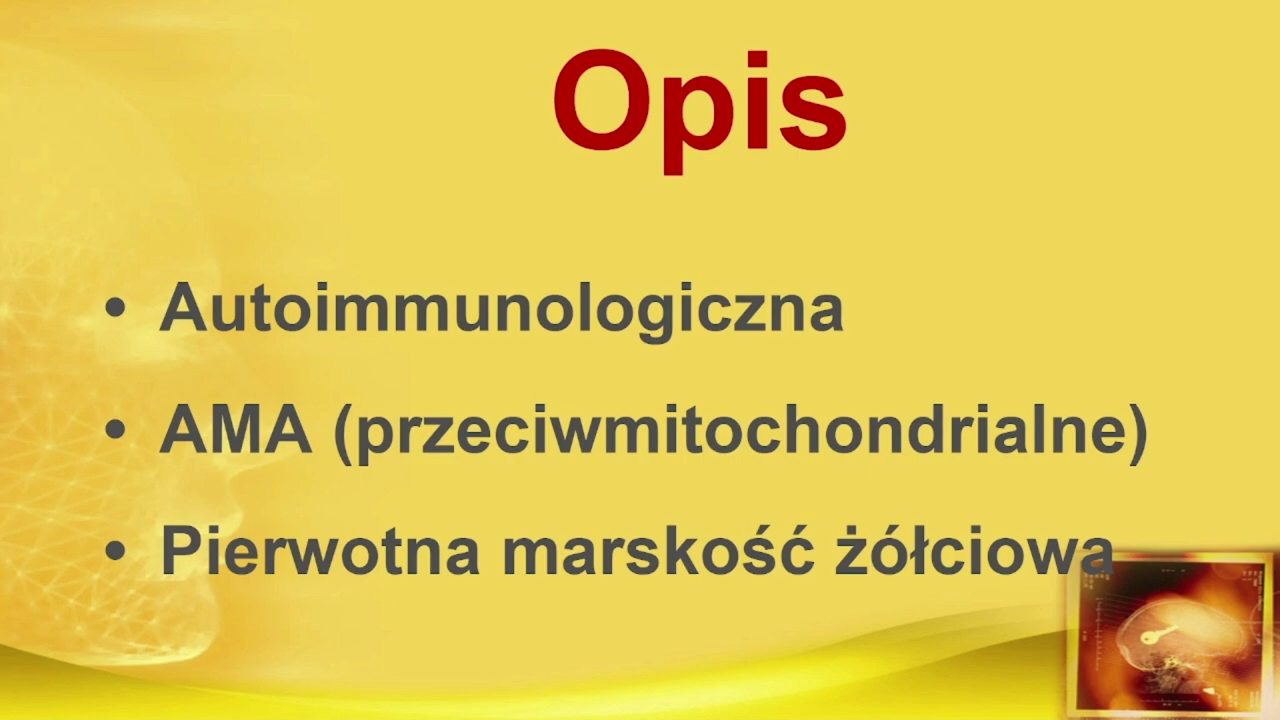 Opis
• Autoimmunologiczna
• AMA (przeciwmitochondrialne)
• Pierwotna marskość żółciowa